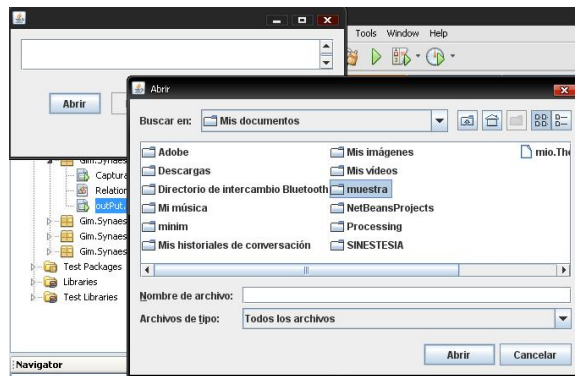 Tools Window Help
Abrir
Abrir
Buscar en: Mis documentos
Adobe
Descargas
Directorio de intercambio Bluetooth
Mi música
minim
Mis historiales de conversación
Mis imágenes
Mis vídeos
muestra
NetBeansProjects
Processing
SINESTESIA
mio.The
Nombre de archivo:
Archivos de tipo: Todos los archivos
Abrir Cancelar
Gim.Synaes
Captura
Relation
outPut.
Gim.Synaes
Gim.Synaes
Gim.Synaes
Test Packages
Libraries
Test Libraries
Navigator